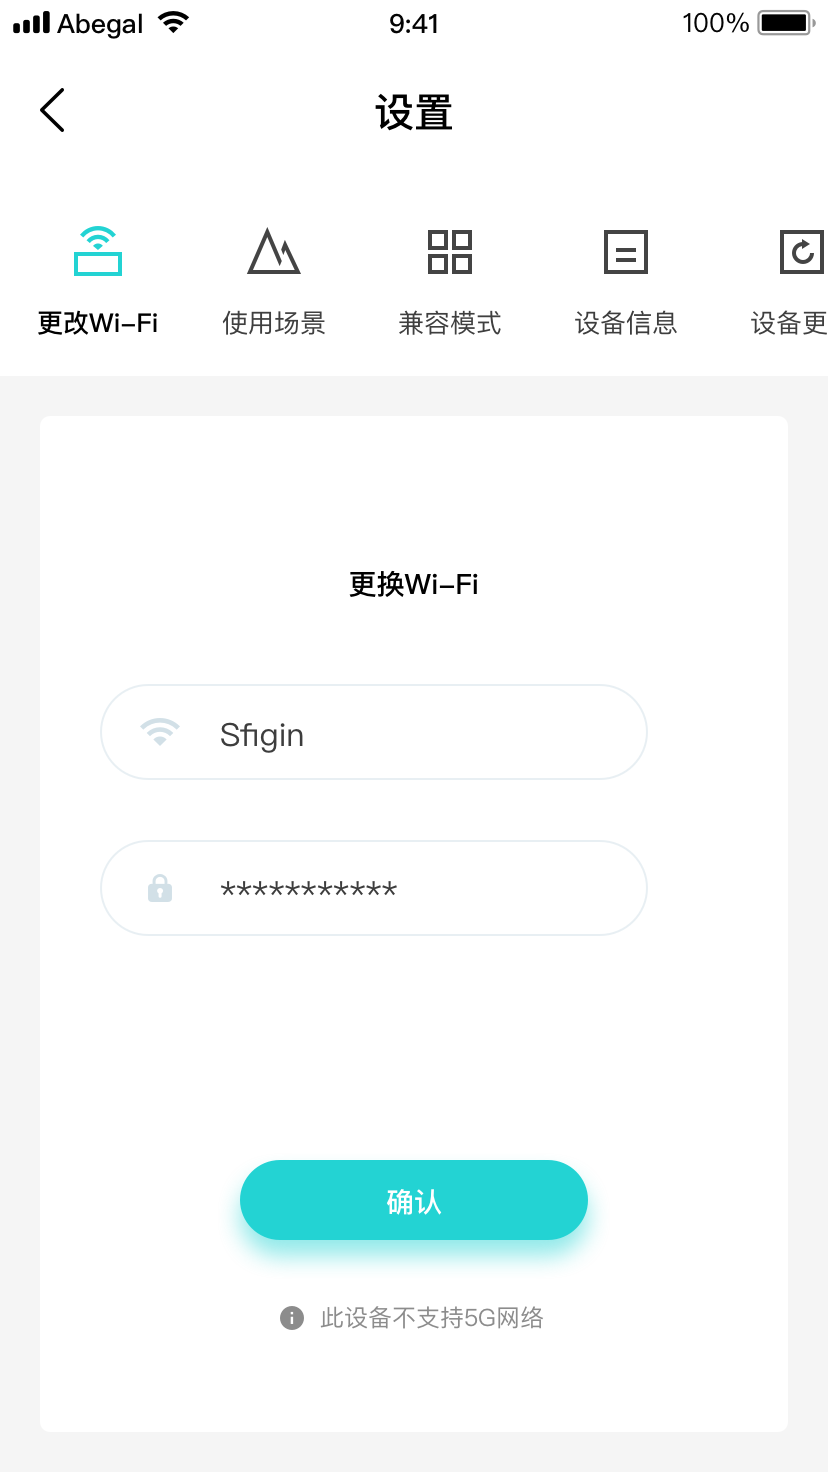 Abegal 9:41 100%
设置
更改Wi-Fi 使用场景 兼容模式 设备信息 设备更
更换Wi-Fi
Sfigin
***********
确认
此设备不支持5G网络